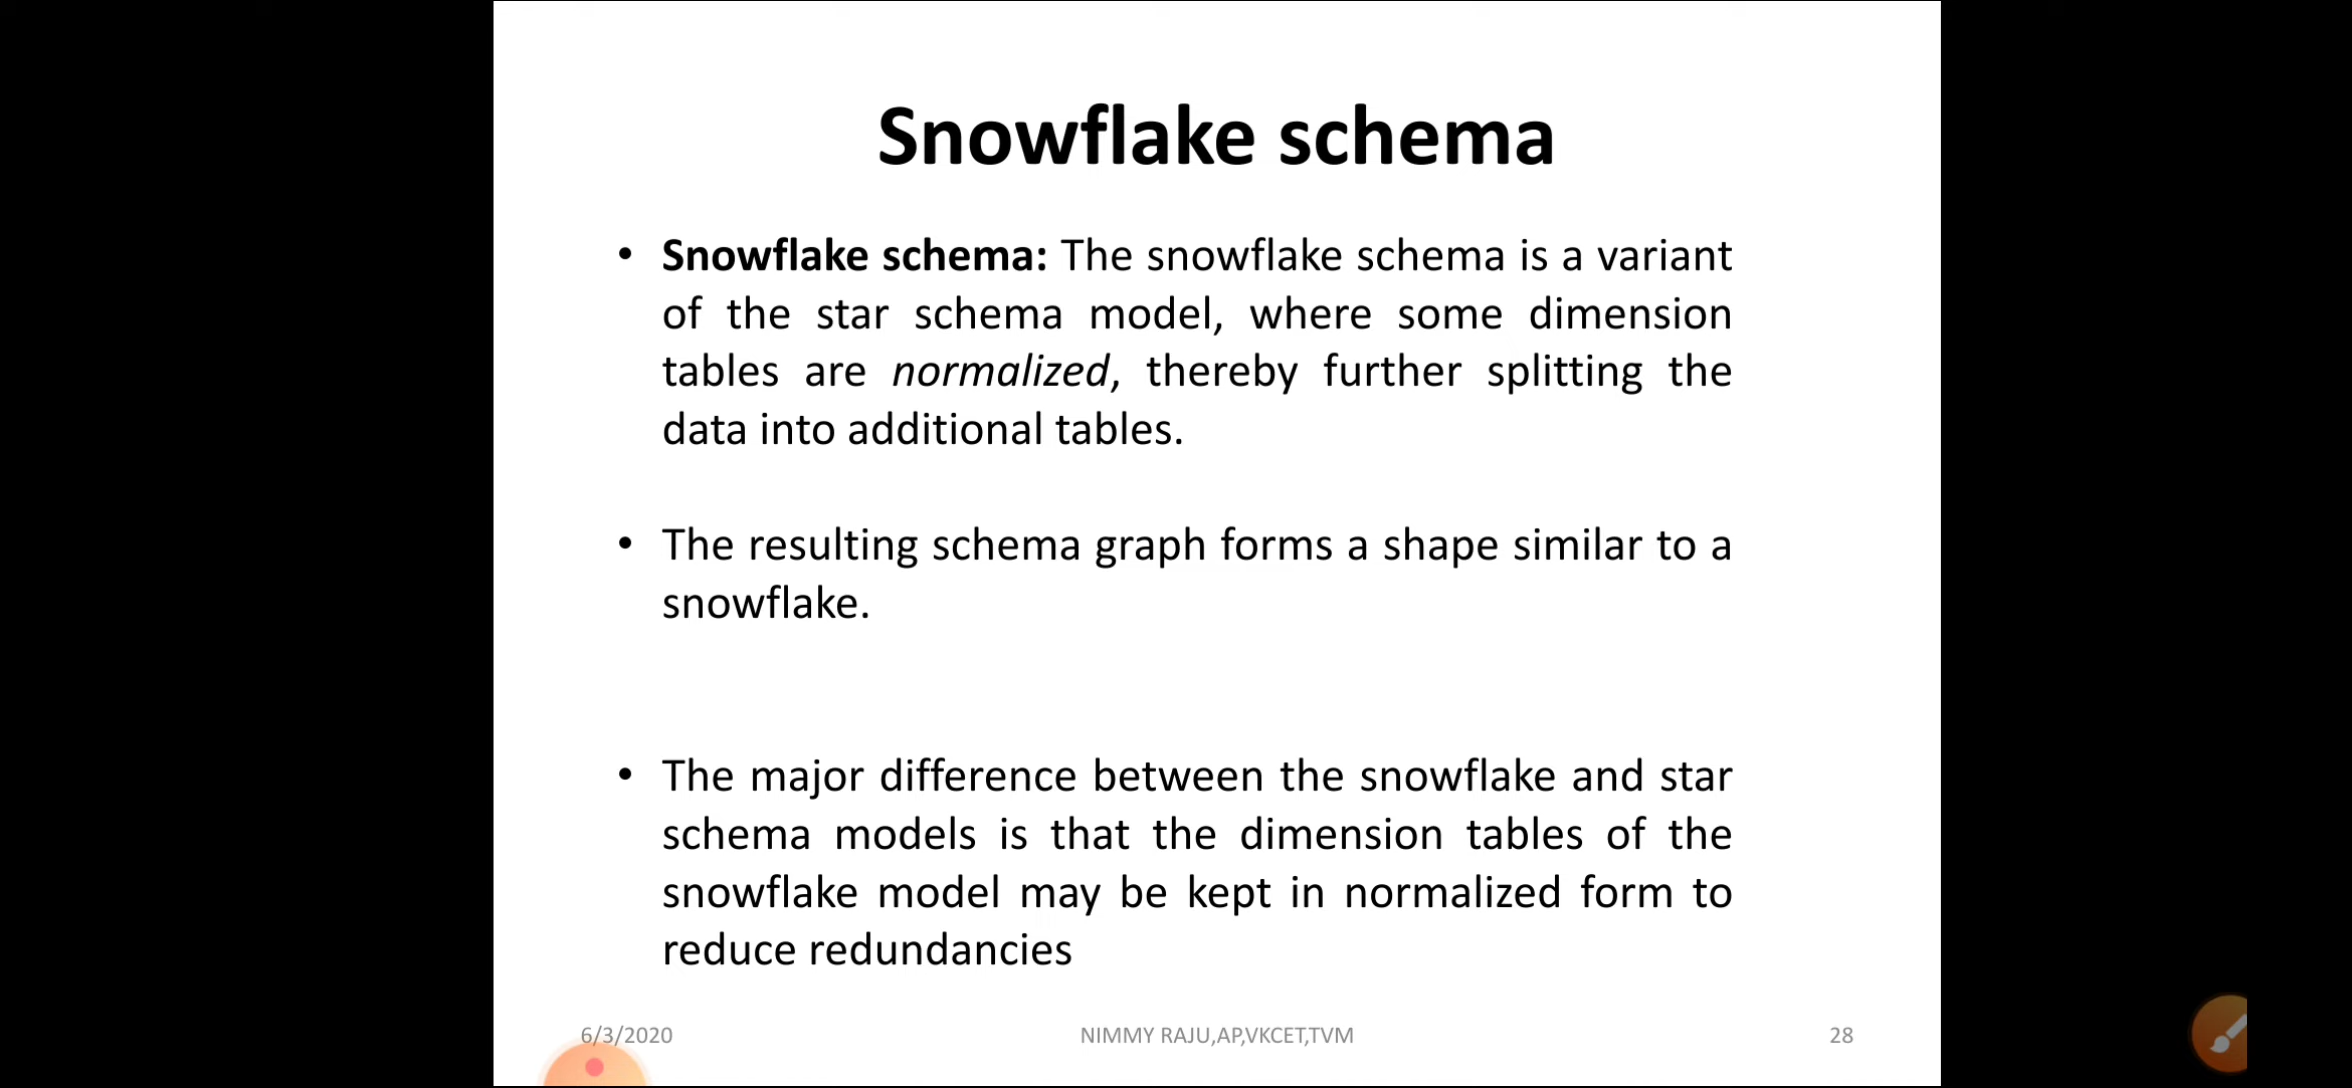 Snowflake schema
• Snowflake schema: The snowflake schema is a variant
of the star schema model, where some dimension
tables are normalized, thereby further splitting the
data into additional tables.
• The resulting schema graph forms a shape similar to a
snowflake.
• The major difference between the snowflake and star
schema models is that the dimension tables of the
snowflake model may be kept in normalized form to
reduce redundancies
6/3/2020
NIMMY RAJU,AP,VKCET,TVM
28